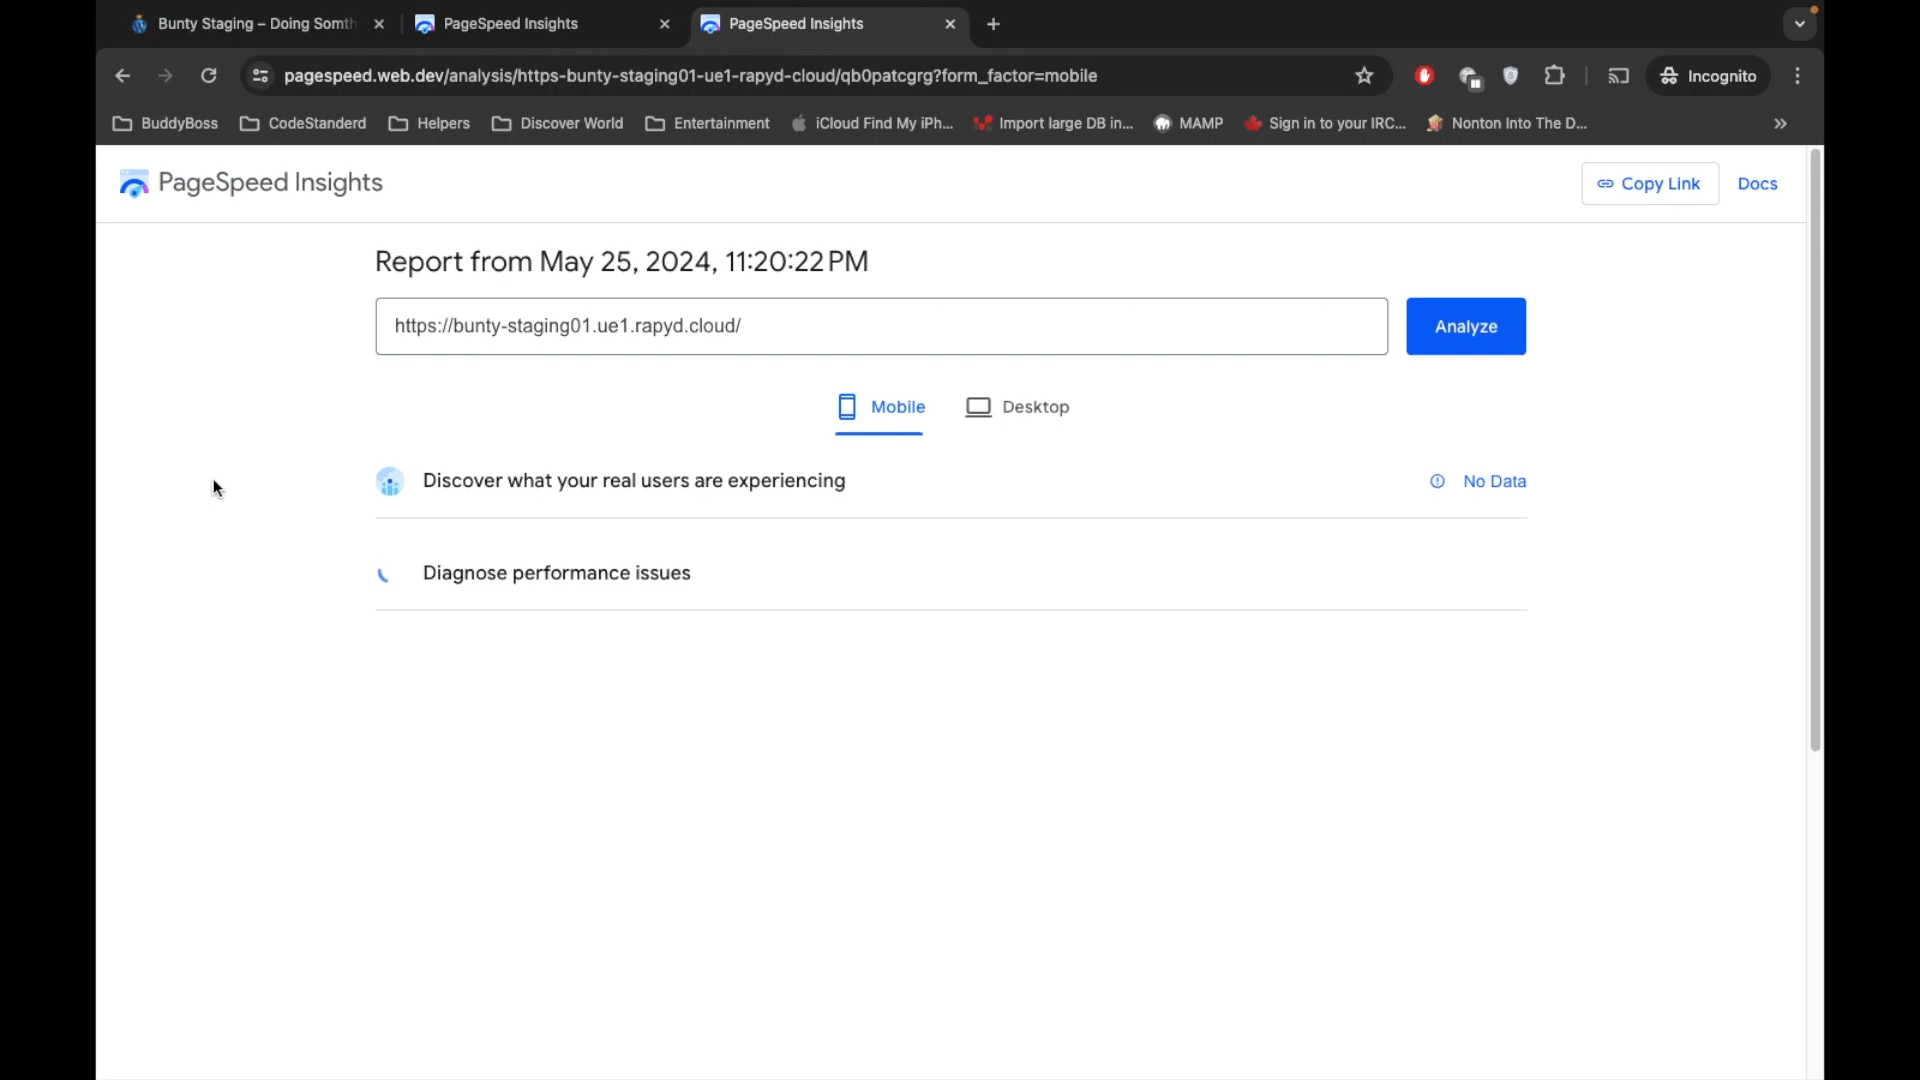 Bunty Staging – Doing Somth
PageSpeed Insights
PageSpeed Insights
pagespeed.web.dev/analysis/https-bunty-staging01-ue1-rapyd-cloud/qb0patcgrg?form_factor=mobile
Incognito
BuddyBoss
CodeStanderd
Helpers
Discover World
Entertainment
iCloud Find My iPh...
Import large DB in...
MAMP
Sign in to your IRC...
Nonton Into The D...
PageSpeed Insights
Copy Link
Docs
Report from May 25, 2024, 11:20:22 PM
https://bunty-staging01.ue1.rapyd.cloud/
Analyze
Mobile
Desktop
Discover what your real users are experiencing
No Data
Diagnose performance issues